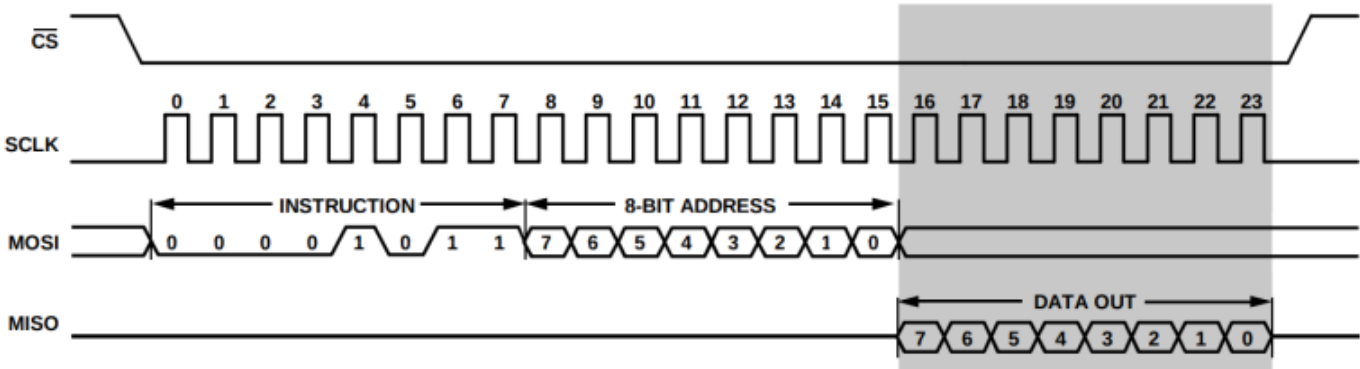 C̅S̅
0 1 2 3 4 5 6 7 8 9 10 11 12 13 14 15 16 17 18 19 20 21 22 23
SCLK
INSTRUCTION 8-BIT ADDRESS
MOSI 0 0 0 0 1 0 1 1 7 6 5 4 3 2 1 0
DATA OUT
MISO
7 6 5 4 3 2 1 0